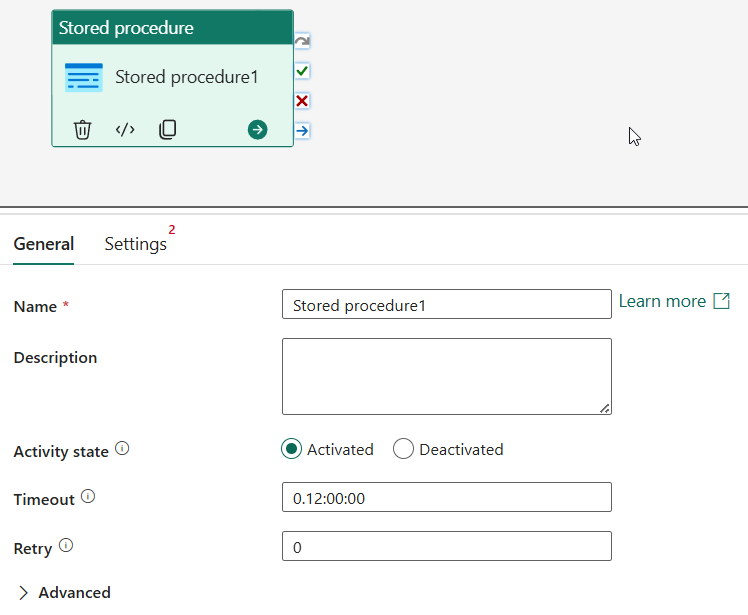 Stored procedure
Stored procedure1
General
Settings 2
Name *
Stored procedure1
Learn more
Description
Activity state
Activated
Deactivated
Timeout
0.12:00:00
Retry
0
Advanced